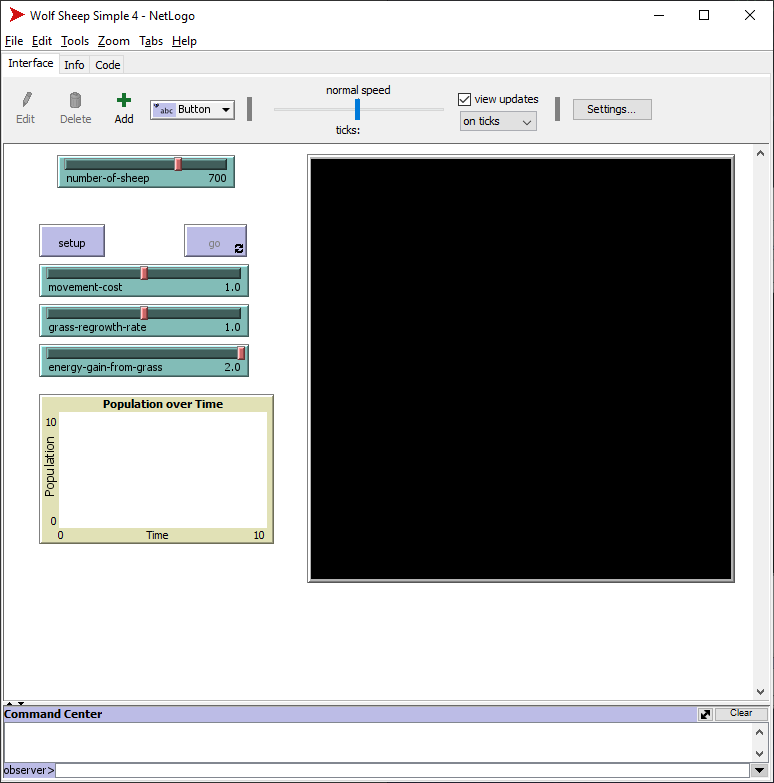 Wolf Sheep Simple 4 - NetLogo
File Edit Tools Zoom Tabs Help
Interface Info Code
Edit Delete Add abc Button normal speed ticks: view updates on ticks Settings...
number-of-sheep 700
setup go
movement-cost 1.0
grass-regrowth-rate 1.0
energy-gain-from-grass 2.0
Population over Time
10
Population
0
0 Time 10
Command Center Clear
observer>